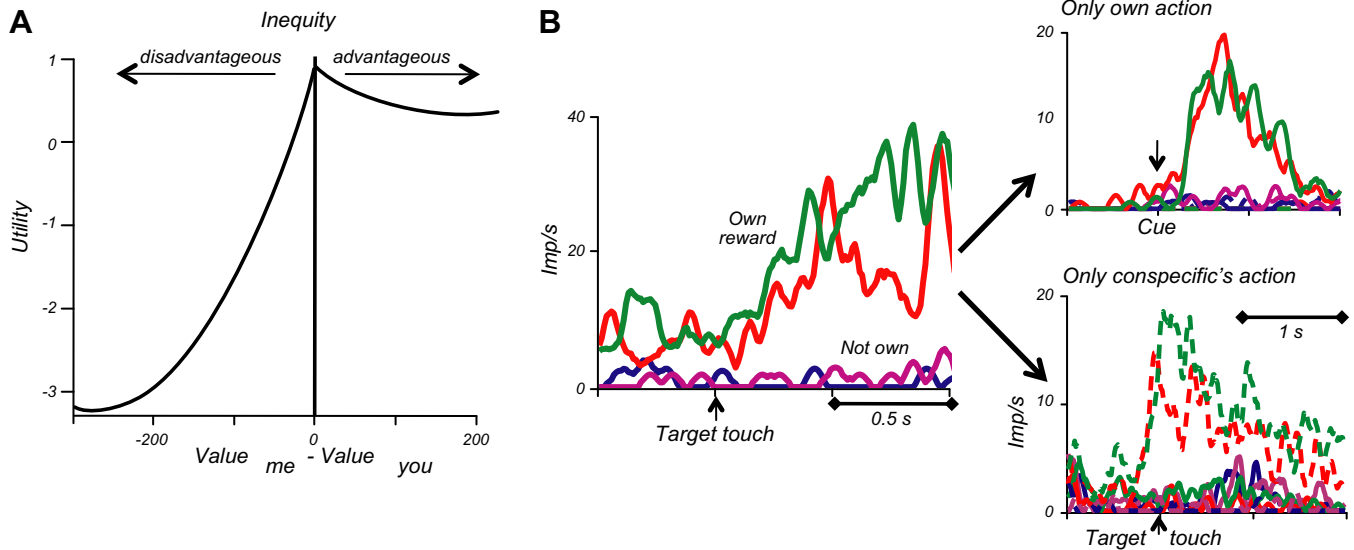 A
Inequity
disadvantageous
advantageous
Utility
1
0
-1
-2
-3
-200
0
200
Value me - Value you
B
Imp/s
40
20
0
Own
reward
Not own
Target touch
0.5 s
Only own action
20
10
0
Cue
Only conspecific's action
Imp/s
20
10
0
1 s
Target touch